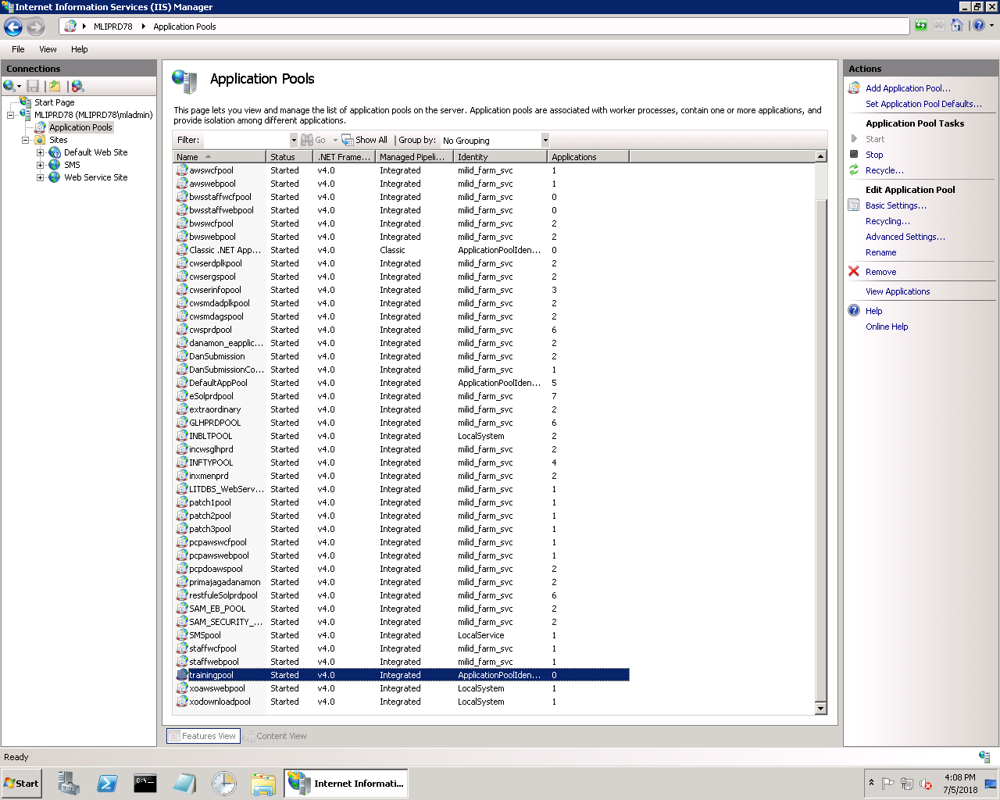 Internet Information Services (IIS) Manager
MLIPRD78 Application Pools
File View Help
Connections
Start Page
MLIPRD78 (MLIPRD78\mladmin)
Application Pools
Sites
Default Web Site
SMS
Web Service Site
Application Pools
This page lets you view and manage the list of application pools on the server. Application pools are associated with worker processes, contain one or more applications, and
provide isolation among different applications.
Filter: Go Show All Group by: No Grouping
Name Status .NET Frame... Managed Pipeli... Identity Applications
awswcfpool Started v4.0 Integrated milid_farm_svc 1
awswebpool Started v4.0 Integrated milid_farm_svc 1
bwsstaffwcfpool Started v4.0 Integrated milid_farm_svc 0
bwsstaffwebpool Started v4.0 Integrated milid_farm_svc 0
bwswcfpool Started v4.0 Integrated milid_farm_svc 2
bwswebpool Started v4.0 Integrated milid_farm_svc 2
Classic .NET App... Started v4.0 Classic ApplicationPoolIden... 0
cwserdplkpool Started v4.0 Integrated milid_farm_svc 2
cwsergspool Started v4.0 Integrated milid_farm_svc 2
cwserinfopool Started v4.0 Integrated milid_farm_svc 3
cwsmdadplkpool Started v4.0 Integrated milid_farm_svc 2
cwsmdagspool Started v4.0 Integrated milid_farm_svc 2
cwsprdpool Started v4.0 Integrated milid_farm_svc 6
danamon_eapplic... Started v4.0 Integrated milid_farm_svc 2
DanSubmission Started v4.0 Integrated milid_farm_svc 2
DanSubmissionCo... Started v4.0 Integrated milid_farm_svc 1
DefaultAppPool Started v4.0 Integrated ApplicationPoolIden... 5
eSolprdpool Started v4.0 Integrated milid_farm_svc 7
extraordinary Started v4.0 Integrated milid_farm_svc 2
GLHPRDPOOL Started v4.0 Integrated milid_farm_svc 6
INBLTPOOL Started v4.0 Integrated LocalSystem 2
incwsglhprd Started v4.0 Integrated milid_farm_svc 2
INFTYPOOL Started v4.0 Integrated milid_farm_svc 4
inxmenprd Started v4.0 Integrated milid_farm_svc 2
LITDBS_WebServ... Started v4.0 Integrated milid_farm_svc 1
patch1pool Started v4.0 Integrated milid_farm_svc 1
patch2pool Started v4.0 Integrated milid_farm_svc 1
patch3pool Started v4.0 Integrated milid_farm_svc 1
pcpawswcfpool Started v4.0 Integrated milid_farm_svc 1
pcpawswebpool Started v4.0 Integrated milid_farm_svc 1
pcpdoawspool Started v4.0 Integrated milid_farm_svc 2
primajagadanamon Started v4.0 Integrated milid_farm_svc 2
restfuleSolprdpool Started v4.0 Integrated milid_farm_svc 6
SAM_EB_POOL Started v4.0 Integrated milid_farm_svc 2
SAM_SECURITY_... Started v4.0 Integrated milid_farm_svc 2
SMSpool Started v4.0 Integrated LocalService 1
staffwcfpool Started v4.0 Integrated milid_farm_svc 1
staffwebpool Started v4.0 Integrated milid_farm_svc 1
trainingpool Started v4.0 Integrated ApplicationPoolIden... 0
xoawswebpool Started v4.0 Integrated LocalSystem 1
xodownloadpool Started v4.0 Integrated LocalSystem 1
Features View Content View
Actions
Add Application Pool...
Set Application Pool Defaults...
Application Pool Tasks
Start
Stop
Recycle...
Edit Application Pool
Basic Settings...
Recycling...
Advanced Settings...
Rename
Remove
View Applications
Help
Online Help
Ready
Start C:\ Internet Informati... 4:08 PM
7/5/2018